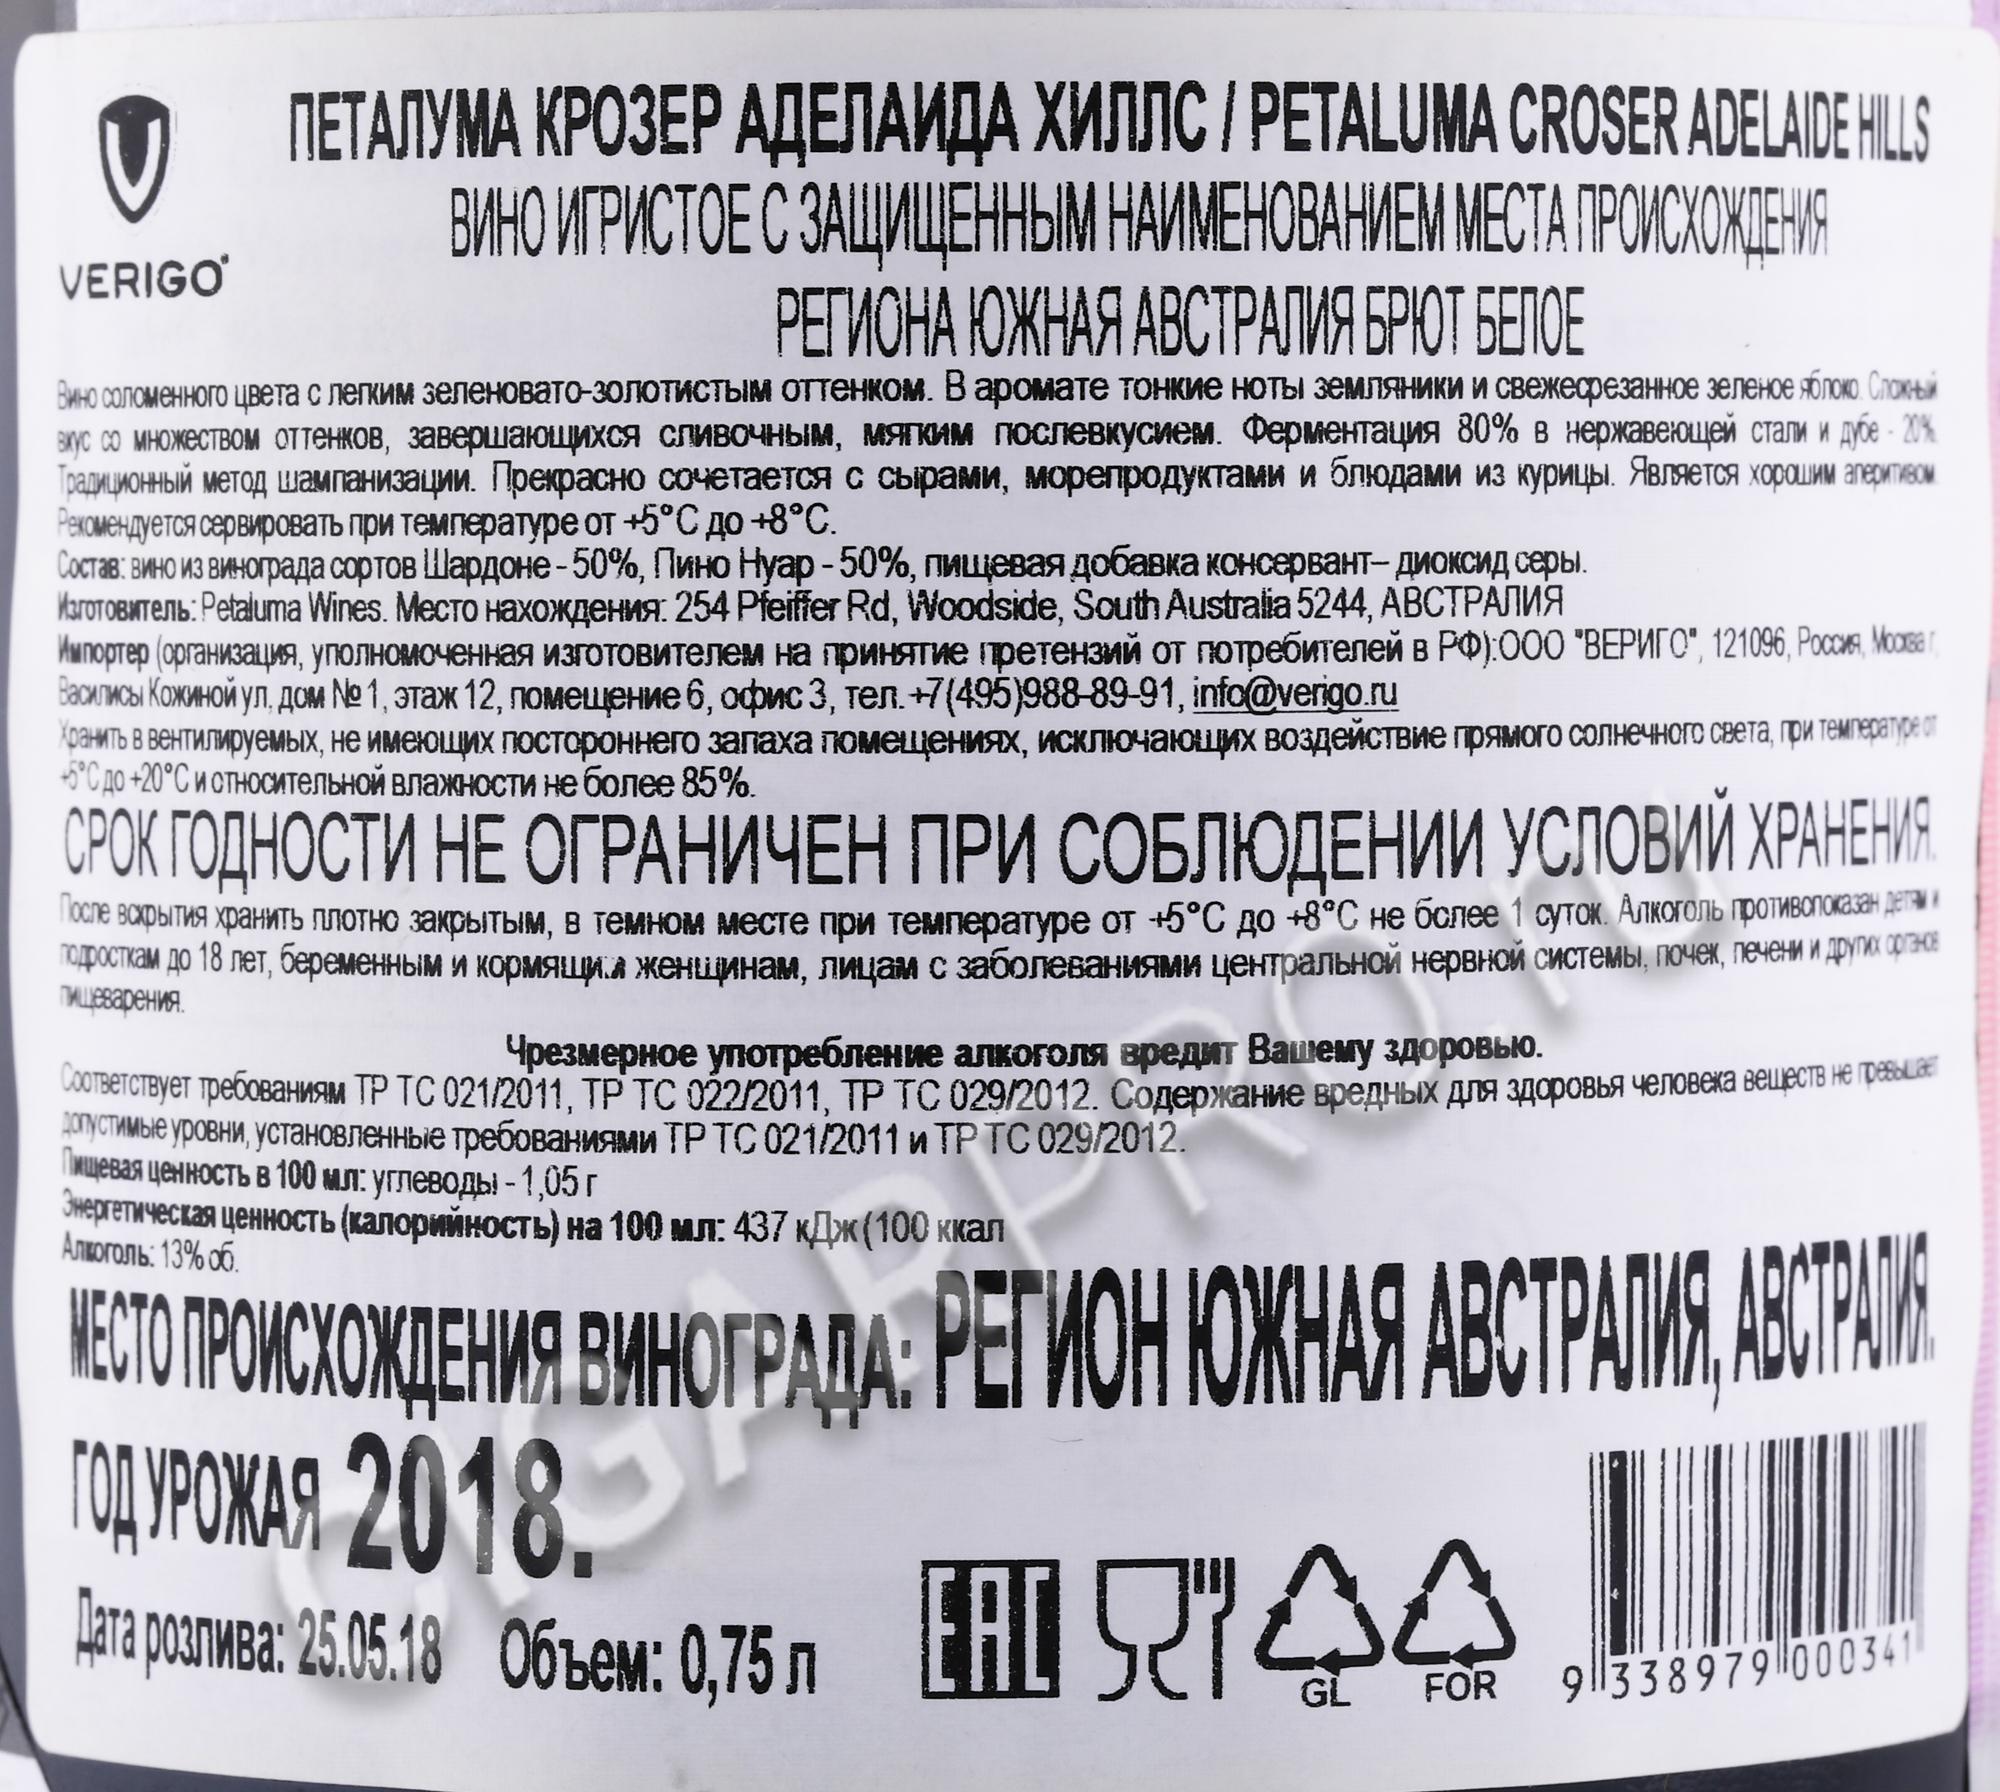 VERIGO
ПЕТАЛУМА КРОЗЕР АДЕЛАИДА ХИЛЛС / PETALUMA CROSER ADELAIDE HILLS
ВИНО ИГРИСТОЕ С ЗАЩИЩЕННЫМ НАИМЕНОВАНИЕМ МЕСТА ПРОИСХОЖДЕНИЯ
РЕГИОНА ЮЖНАЯ АВСТРАЛИЯ БРЮТ БЕЛОЕ
Вино соломенного цвета с легким зеленовато-золотистым оттенком. В аромате тонкие ноты земляники и свежесрезанное зеленое яблоко. Сложный
вкус со множеством оттенков, завершающихся сливочным, мягким послевкусием. Ферментация 80% в нержавеющей стали и дубе - 20%.
Традиционный метод шампанизации. Прекрасно сочетается с сырами, морепродуктами и блюдами из курицы. Является хорошим аперитивом.
Рекомендуется сервировать при температуре от +5°C до +8°C.
Состав: вино из винограда сортов Шардоне - 50%, Пино Нуар - 50%, пищевая добавка консервант– диоксид серы.
Изготовитель: Petaluma Wines. Место нахождения: 254 Pfeiffer Rd, Woodside, South Australia 5244, АВСТРАЛИЯ
Импортер (организация, уполномоченная изготовителем на принятие претензий от потребителей в РФ):ООО "ВЕРИГО", 121096, Россия, Москва г,
Василисы Кожиной ул, дом № 1, этаж 12, помещение 6, офис 3, тел. +7(495)988-89-91, info@verigo.ru
Хранить в вентилируемых, не имеющих постороннего запаха помещениях, исключающих воздействие прямого солнечного света, при температуре от
+5°C до +20°C и относительной влажности не более 85%.
СРОК ГОДНОСТИ НЕ ОГРАНИЧЕН ПРИ СОБЛЮДЕНИИ УСЛОВИЙ ХРАНЕНИЯ.
После вскрытия хранить плотно закрытым, в темном месте при температуре от +5°C до +8°C не более 1 суток. Алкоголь противопоказан детям и
подросткам до 18 лет, беременным и кормящим женщинам, лицам с заболеваниями центральной нервной системы, почек, печени и других органов
пищеварения.
Чрезмерное употребление алкоголя вредит Вашему здоровью.
Соответствует требованиям ТР ТС 021/2011, ТР ТС 022/2011, ТР ТС 029/2012. Содержание вредных для здоровья человека веществ не превышает
допустимые уровни, установленные требованиями ТР ТС 021/2011 и ТР ТС 029/2012.
Пищевая ценность в 100 мл: углеводы - 1,05 г
Энергетическая ценность (калорийность) на 100 мл: 437 кДж (100 ккал
Алкоголь: 13% об.
МЕСТО ПРОИСХОЖДЕНИЯ ВИНОГРАДА: РЕГИОН ЮЖНАЯ АВСТРАЛИЯ, АВСТРАЛИЯ.
ГОД УРОЖАЯ 2018.
Дата розлива: 25.05.18 Объем: 0,75 л
EAC
GL
FOR
9 338979 000341
CIGARPRO.ru